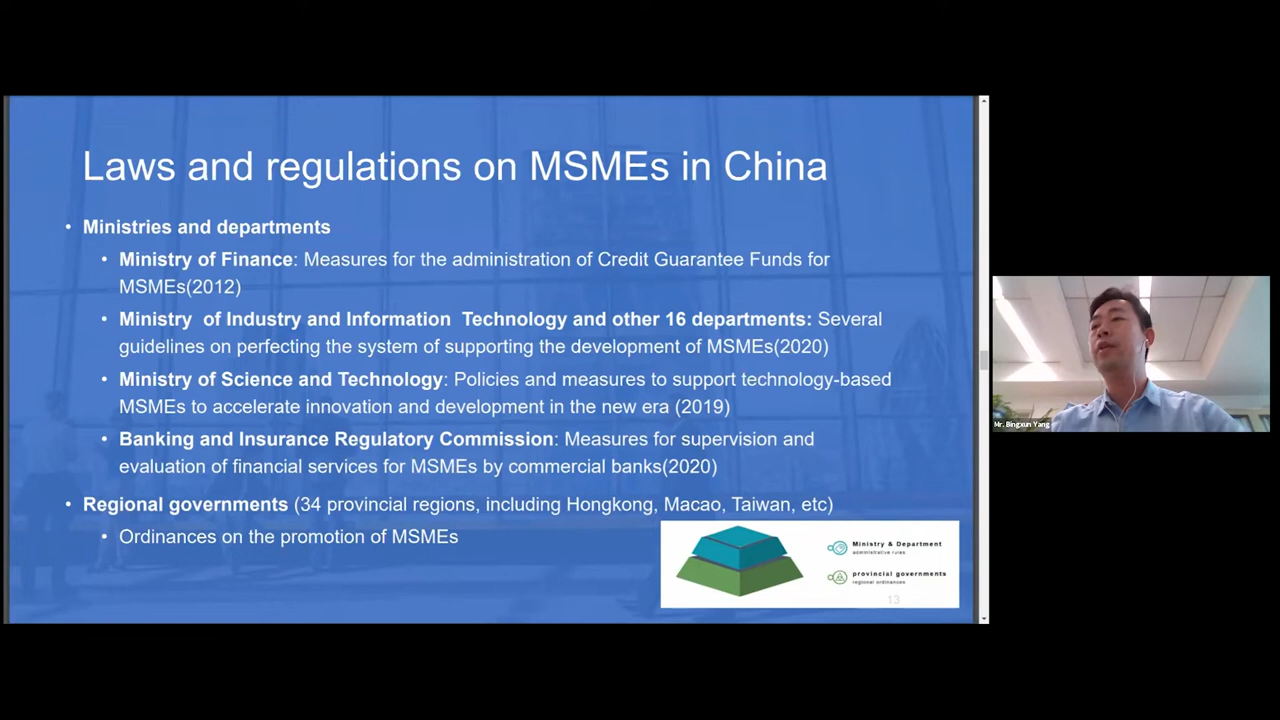 Laws and regulations on MSMEs in China
• Ministries and departments
• Ministry of Finance: Measures for the administration of Credit Guarantee Funds for
MSMEs(2012)
• Ministry of Industry and Information Technology and other 16 departments: Several
guidelines on perfecting the system of supporting the development of MSMEs(2020)
• Ministry of Science and Technology: Policies and measures to support technology-based
MSMEs to accelerate innovation and development in the new era (2019)
• Banking and Insurance Regulatory Commission: Measures for supervision and
evaluation of financial services for MSMEs by commercial banks(2020)
• Regional governments (34 provincial regions, including Hongkong, Macao, Taiwan, etc)
• Ordinances on the promotion of MSMEs
Ministry & Department
administrative rules
provincial governments
regional ordinances
13
Mr. Bingxun Yang